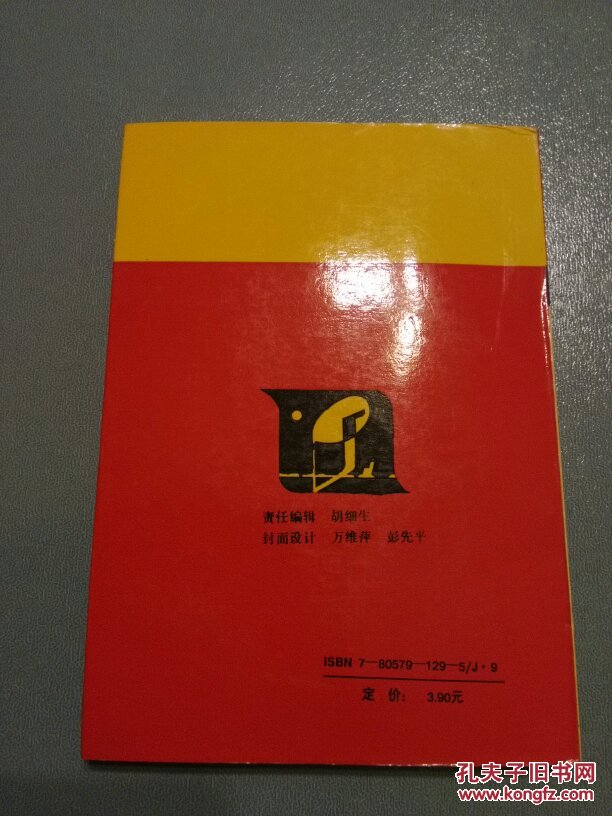 责任编辑 胡细生
封面设计 万维萍 彭先平
ISBN 7—80579—129—5/J·9
定 价: 3.90元
孔夫子旧书网
www.kongfz.com